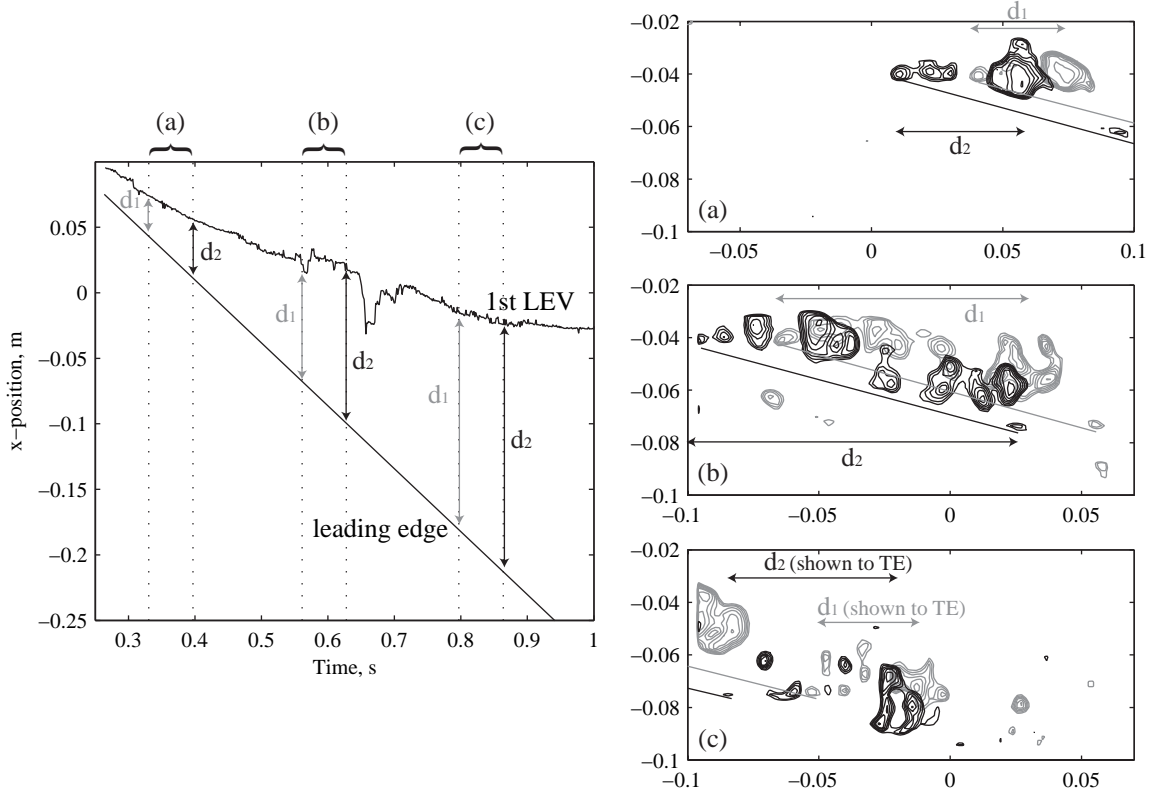 (a) (b) (c)
0.05
0
−0.05
−0.1
−0.15
−0.2
−0.25
x−position, m
d1
d2
d1
d2
d1
d2
1st LEV
leading edge
0.3 0.4 0.5 0.6 0.7 0.8 0.9 1
Time, s
−0.02
−0.04
−0.06
−0.08
−0.1
d1
d2
(a)
−0.05 0 0.05 0.1
−0.02
−0.04
−0.06
−0.08
−0.1
d1
d2
(b)
−0.1 −0.05 0 0.05
−0.02
−0.04
−0.06
−0.08
−0.1
d2 (shown to TE)
d1 (shown to TE)
(c)
−0.1 −0.05 0 0.05